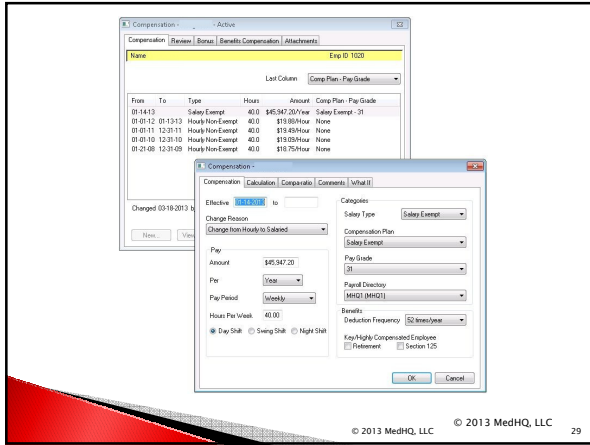 Compensation - - Active
Compensation Review Bonus Benefits Compensation Attachments
Name Emp ID 1020
Last Column Comp Plan - Pay Grade
From To Type Hours Amount Comp Plan - Pay Grade
01-14-13 Salary Exempt 40.0 $45,947.20/Year Salary Exempt - 31
01-01-12 01-13-13 Hourly Non-Exempt 40.0 $19.88/Hour None
01-01-11 12-31-11 Hourly Non-Exempt 40.0 $19.49/Hour None
01-01-10 12-31-10 Hourly Non-Exempt 40.0 $19.09/Hour None
01-21-08 12-31-09 Hourly Non-Exempt 40.0 $18.75/Hour None
Changed 03-18-2013 b
New... View
Compensation -
Compensation Calculation Compa-ratio Comments What If
Effective 01-14-2013 to
Change Reason
Change from Hourly to Salaried
Pay
Amount $45,947.20
Per Year
Pay Period Weekly
Hours Per Week 40.00
Day Shift Swing Shift Night Shift
Categories
Salary Type Salary Exempt
Compensation Plan
Salary Exempt
Pay Grade
31
Payroll Directory
MHQ1 (MHQ1)
Benefits
Deduction Frequency 52 times/year
Key/Highly Compensated Employee
Retirement Section 125
OK Cancel
© 2013 MedHQ, LLC
© 2013 MedHQ, LLC
29